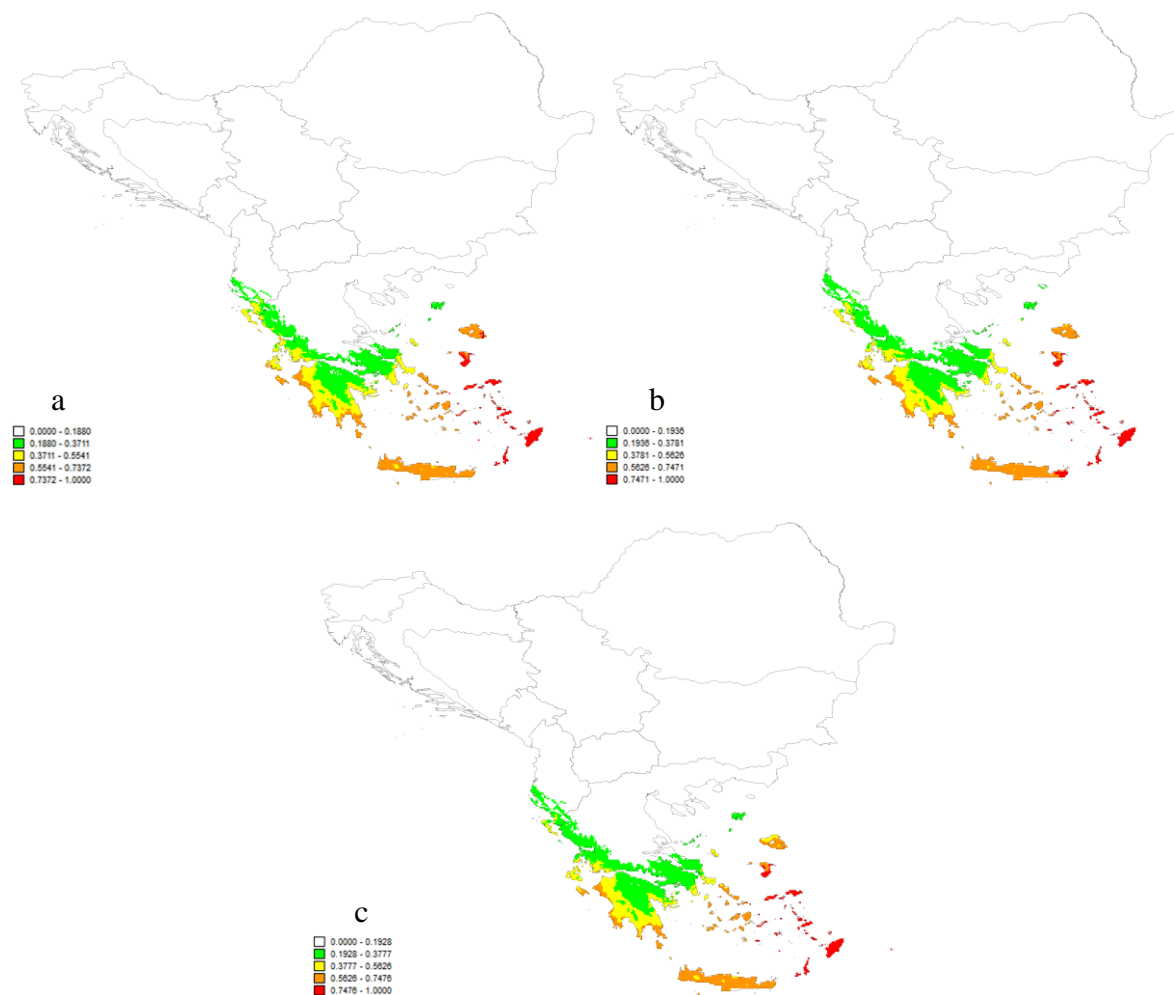 a
0.0000 - 0.1880
0.1880 - 0.3711
0.3711 - 0.5541
0.5541 - 0.7372
0.7372 - 1.0000
b
0.0000 - 0.1936
0.1936 - 0.3781
0.3781 - 0.5626
0.5626 - 0.7471
0.7471 - 1.0000
c
0.0000 - 0.1928
0.1928 - 0.3777
0.3777 - 0.5626
0.5626 - 0.7476
0.7476 - 1.0000